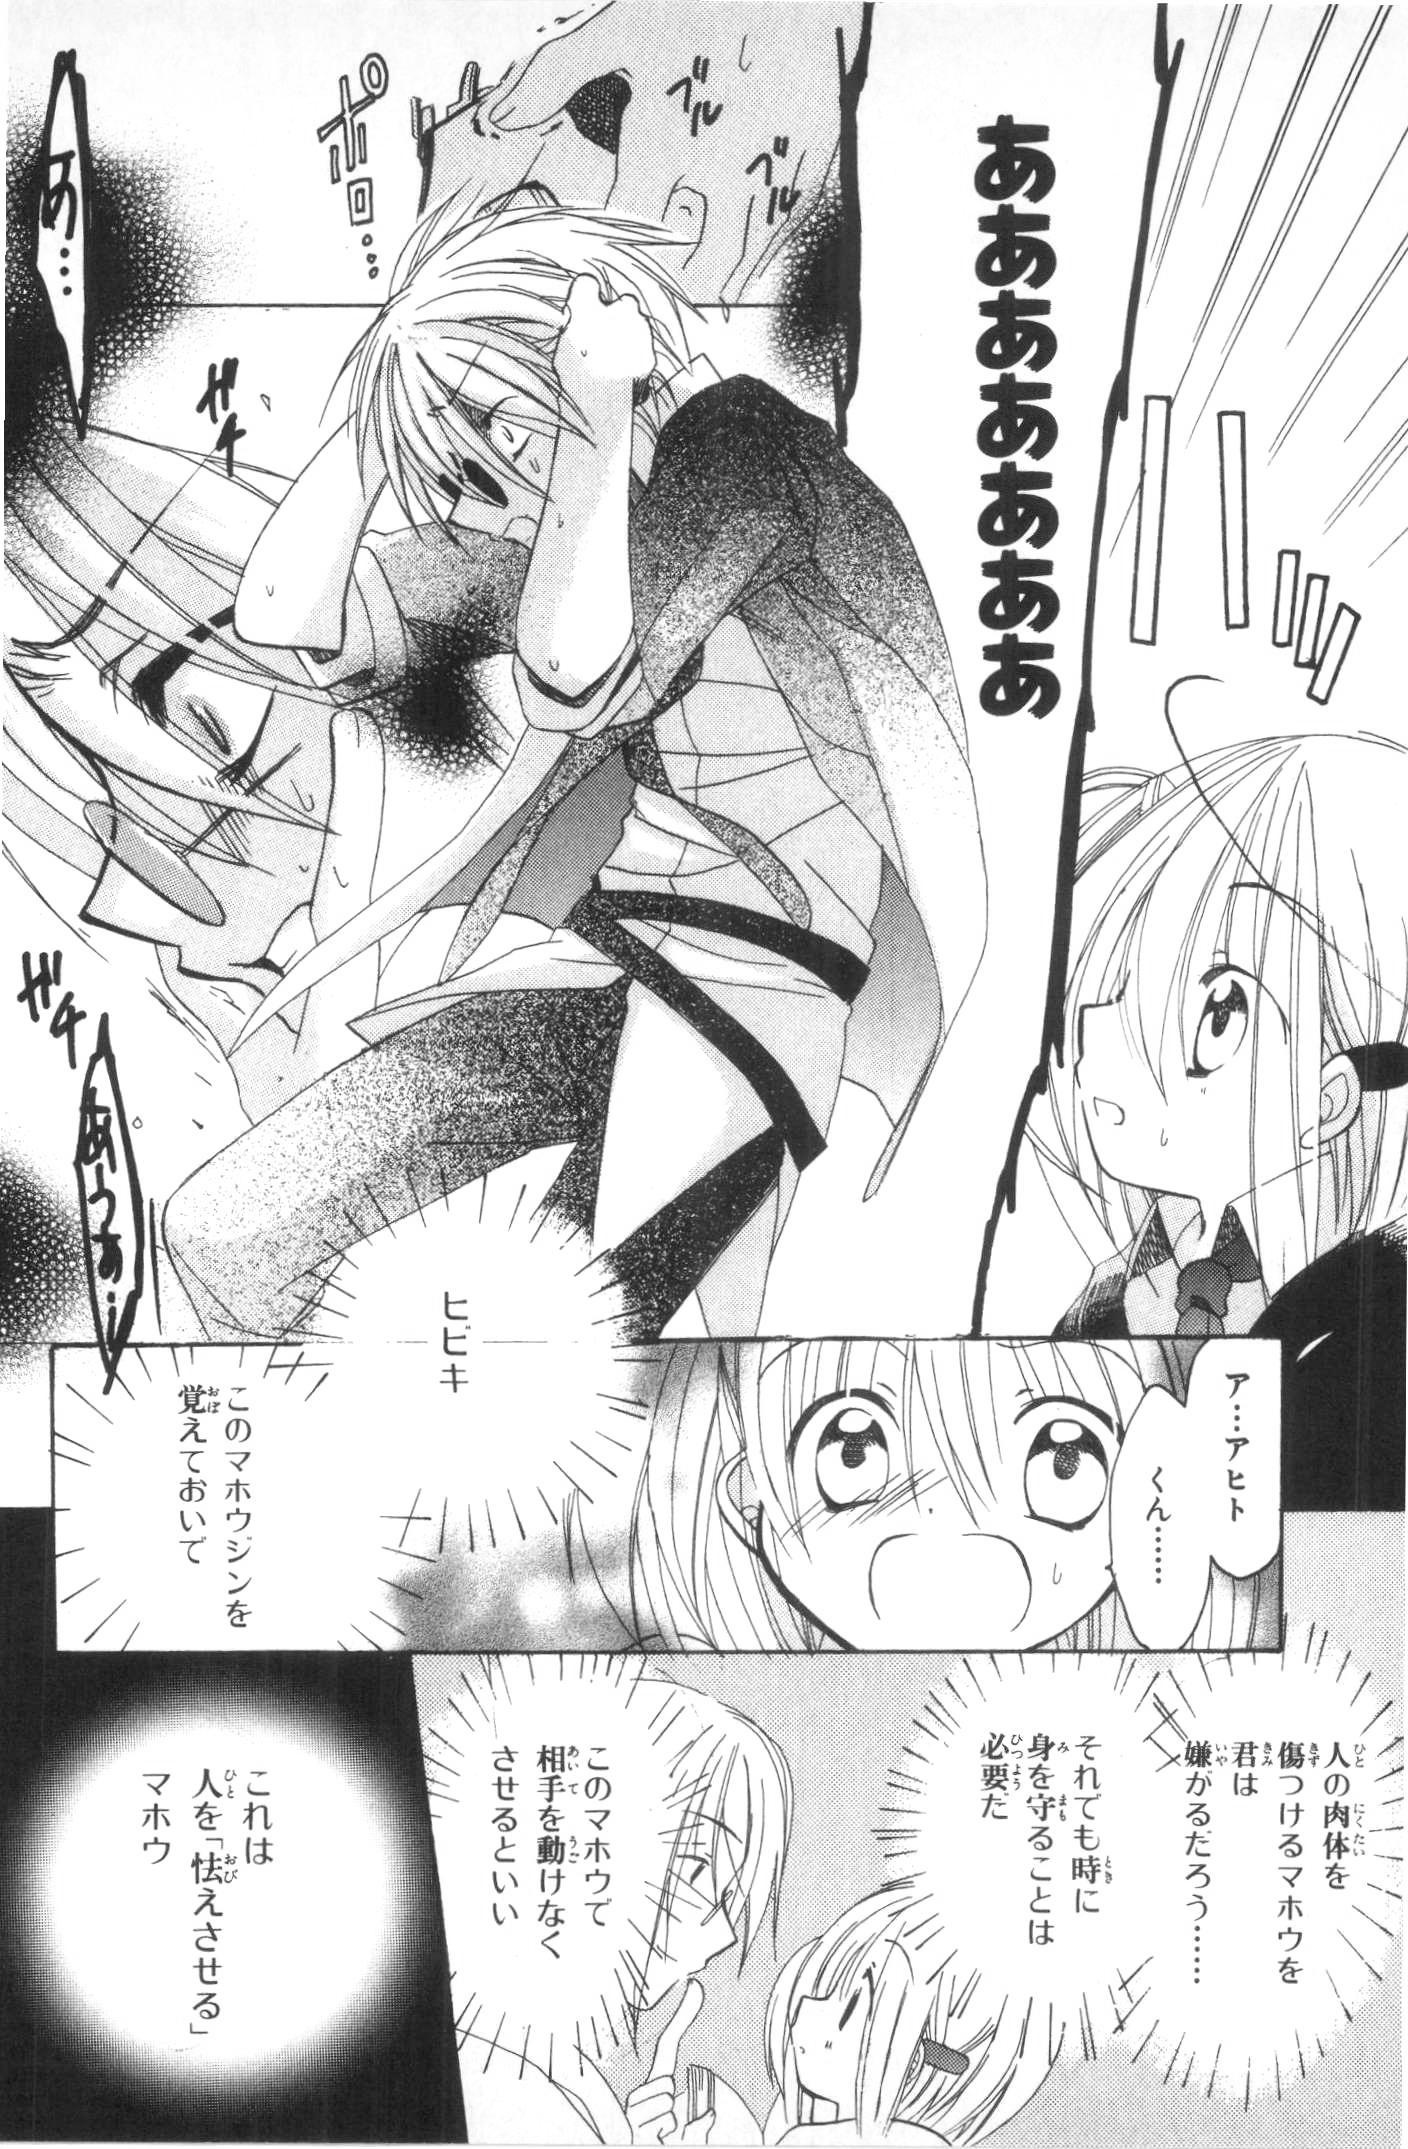 ああああああああ
ブル
ブル
ポロ…
あ…
ガチ
ガチ
あ…つあ…
ア…アヒト
くん……
ヒビキ
このマホウジンを
覚えておいで
人の肉体を
傷つけるマホウを
君は
嫌がるだろう……
それでも時に
身を守ることは
必要だ
このマホウで
相手を動けなく
させるといい
これは
人を「怯えさせる」
マホウ